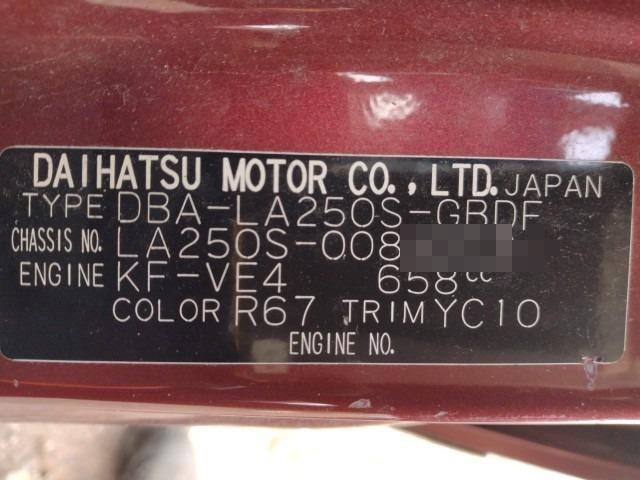 DAIHATSU MOTOR CO., LTD. JAPAN
TYPE DBA-LA250S-GBDF
CHASSIS NO. LA250S-008
ENGINE KF-VE4 658cc
COLOR R67 TRIM YC10
ENGINE NO.